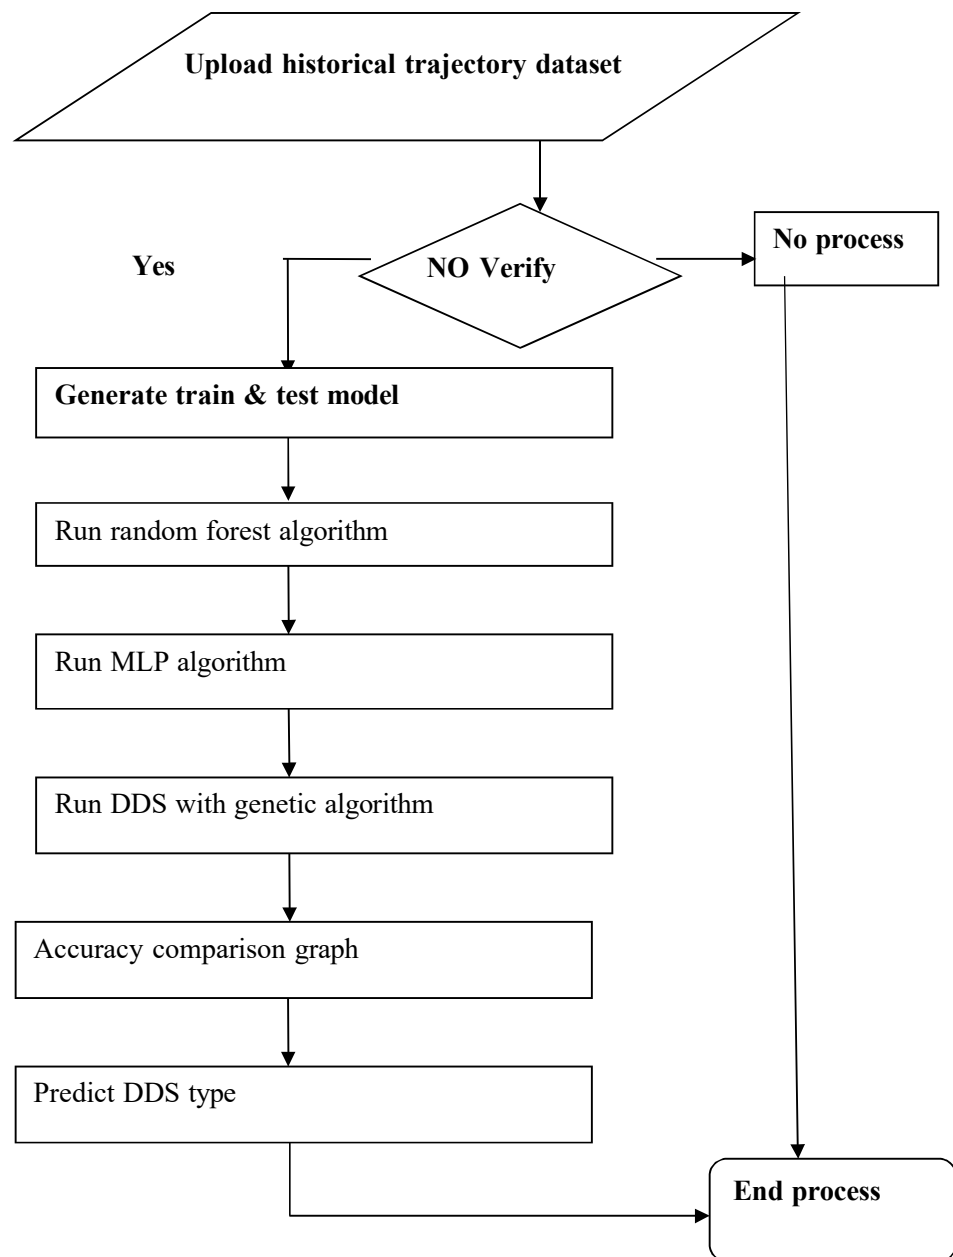 Upload historical trajectory dataset
No process
Yes
NO Verify
Generate train & test model
Run random forest algorithm
Run MLP algorithm
Run DDS with genetic algorithm
Accuracy comparison graph
Predict DDS type
End process